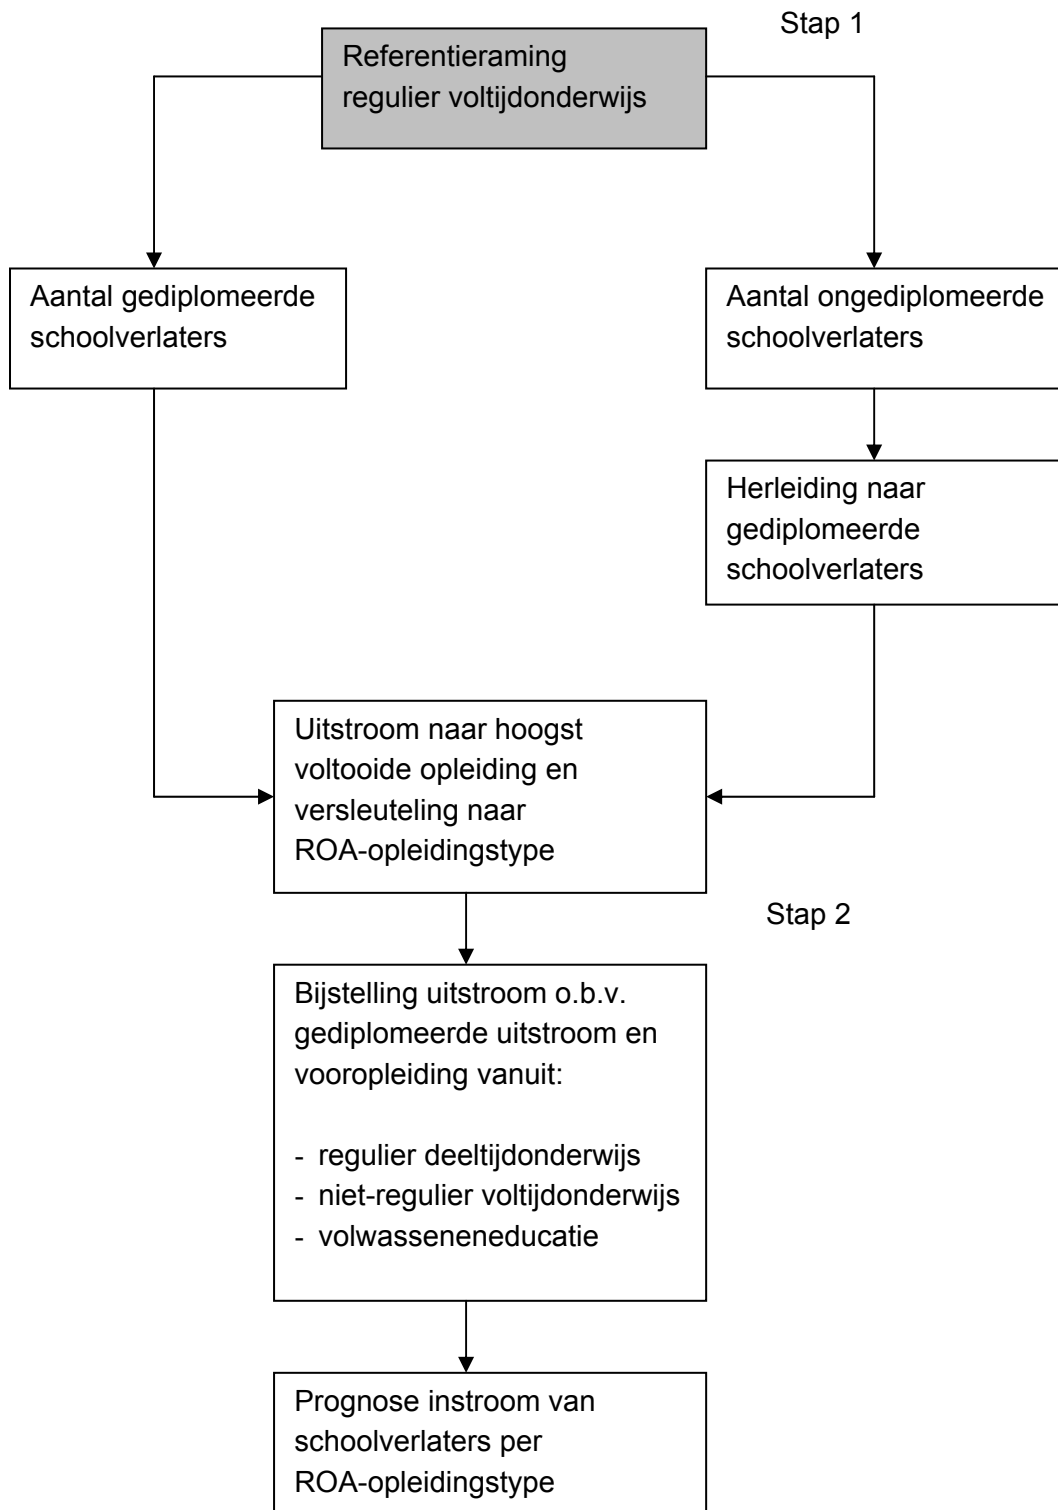 Stap 1
Referentieraming
regulier voltijdonderwijs
Aantal gediplomeerde
schoolverlaters
Aantal ongediplomeerde
schoolverlaters
Herleiding naar
gediplomeerde
schoolverlaters
Uitstroom naar hoogst
voltooide opleiding en
versleuteling naar
ROA-opleidingstype
Stap 2
Bijstelling uitstroom o.b.v.
gediplomeerde uitstroom en
vooropleiding vanuit:
- regulier deeltijdonderwijs
- niet-regulier voltijdonderwijs
- volwasseneneducatie
Prognose instroom van
schoolverlaters per
ROA-opleidingstype